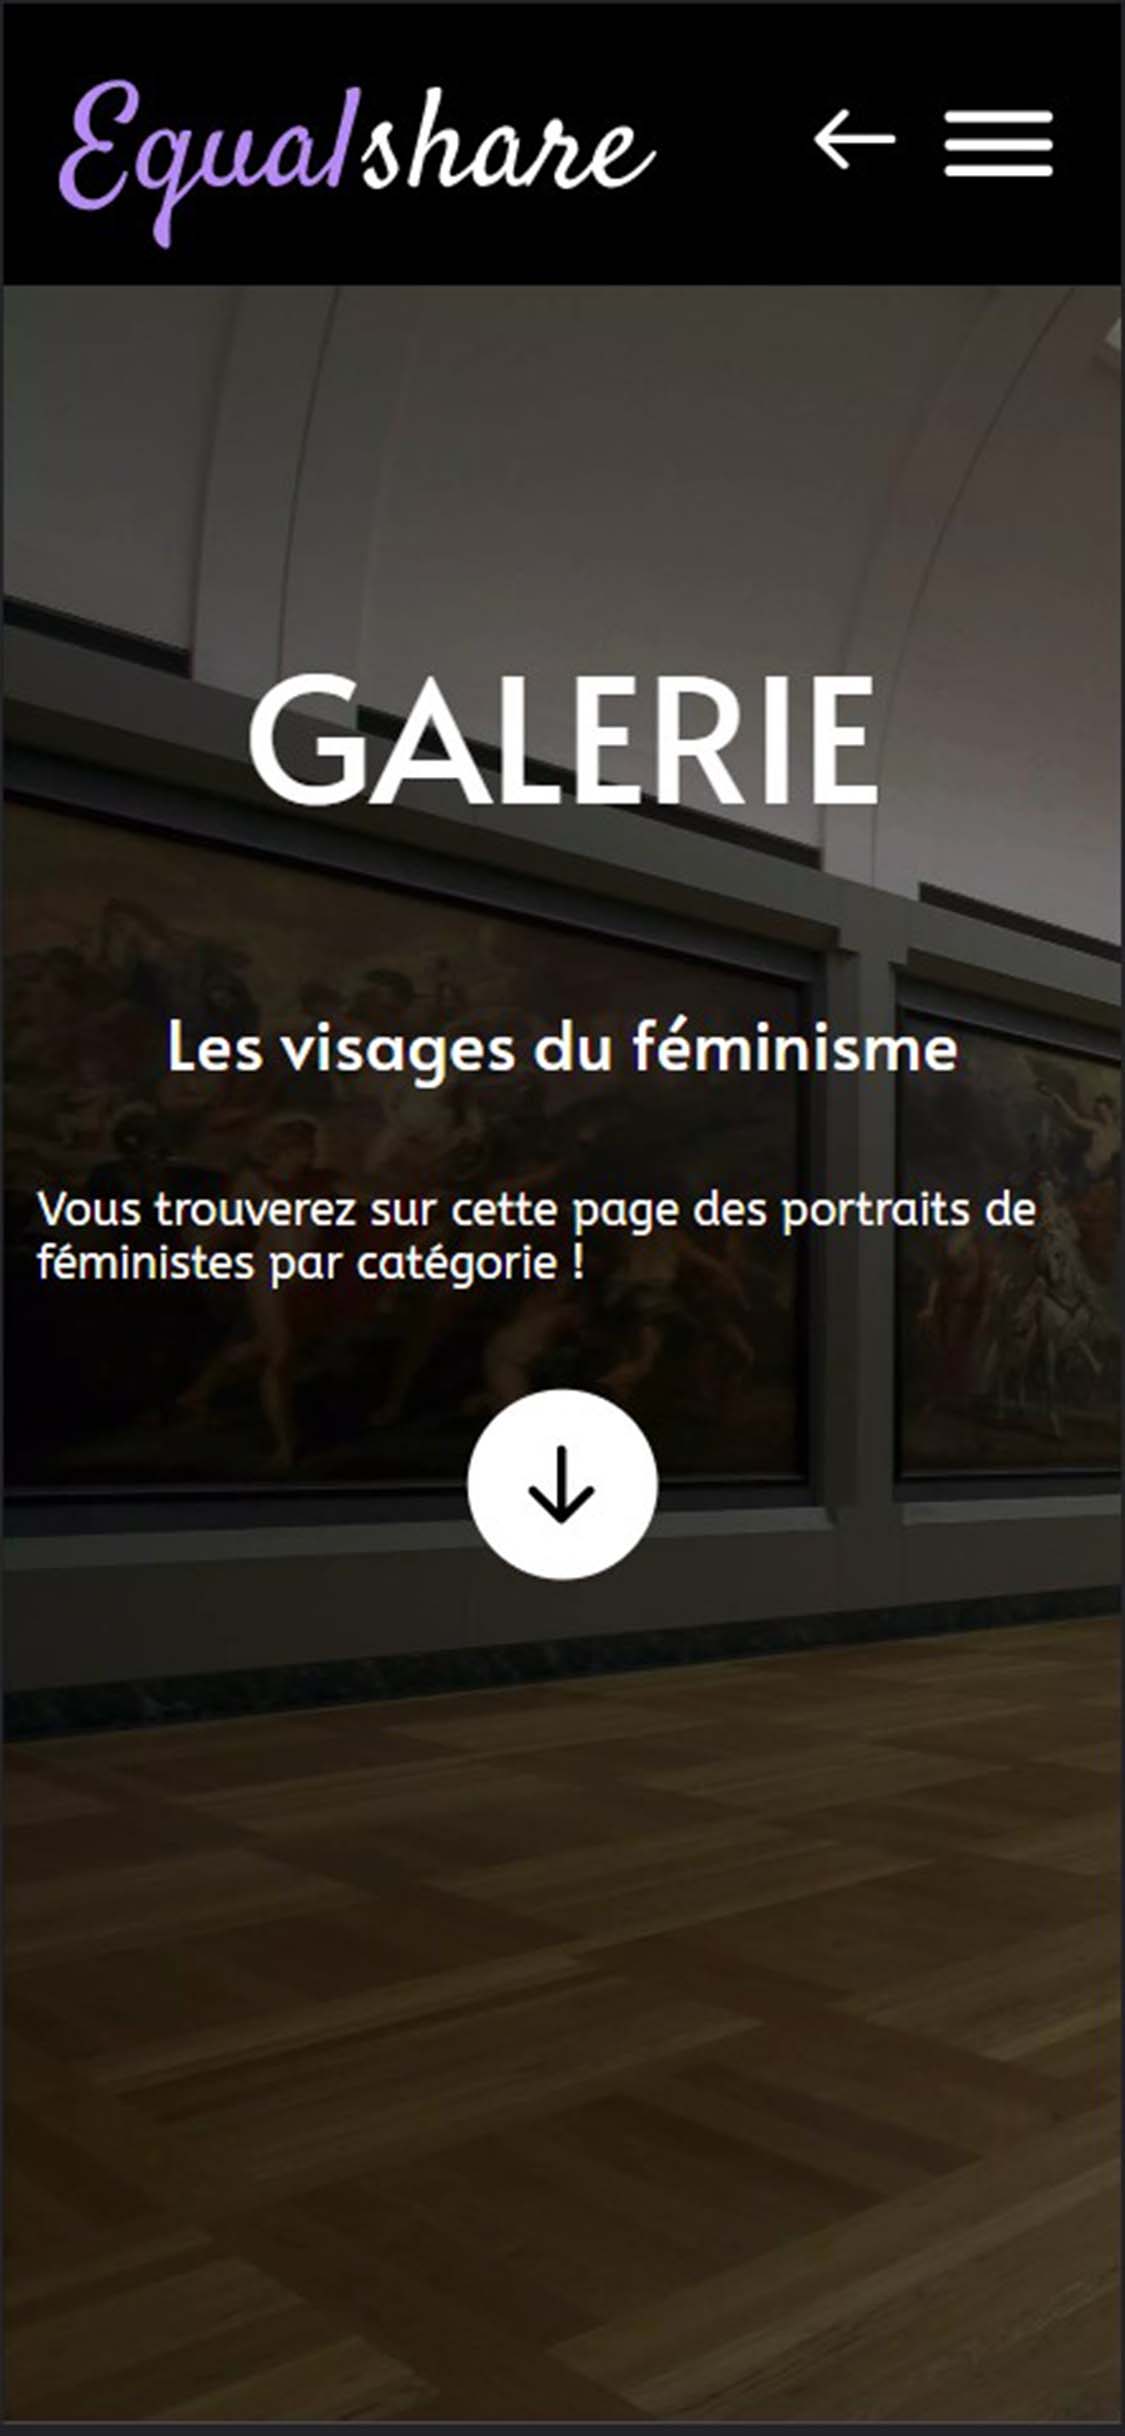 Equalshare
GALERIE
Les visages du féminisme
Vous trouverez sur cette page des portraits de
féministes par catégorie !